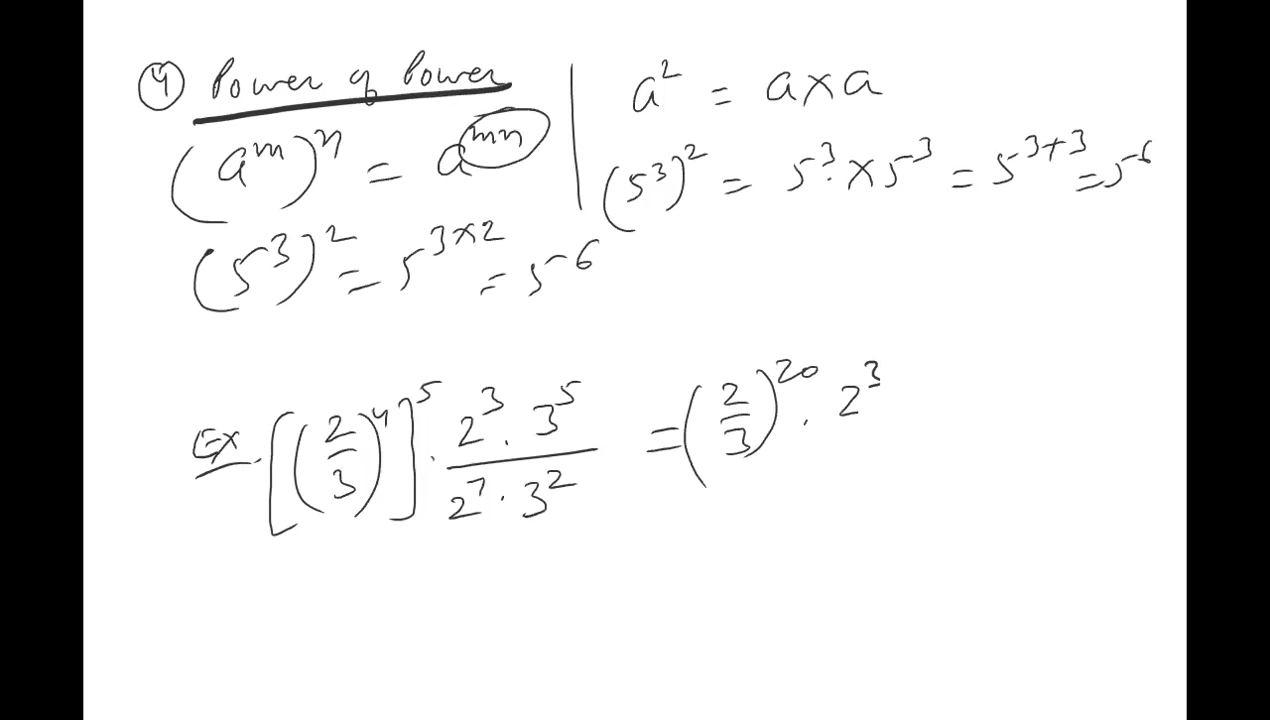 ④ Power of Power
(a^m)^n = a^{mn}
(5^3)^2 = 5^{3×2} = 5^6
a^2 = a×a
(5^3)^2 = 5^3 × 5^3 = 5^{3+3} = 5^6
Ex. [(2/3)^4]^5 · (2^3 · 3^5)/(2^7 · 3^2) = (2/3)^{20} · 2^3